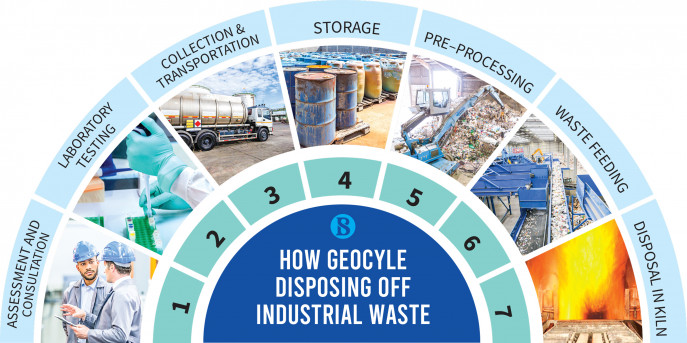 ASSESSMENT AND
CONSULTATION
LABORATORY
TESTING
COLLECTION &
TRANSPORTATION
STORAGE
PRE-PROCESSING
WASTE FEEDING
DISPOSAL IN KILN
1
2
3
4
5
6
7
HOW GEOCYLE
DISPOSING OFF
INDUSTRIAL WASTE